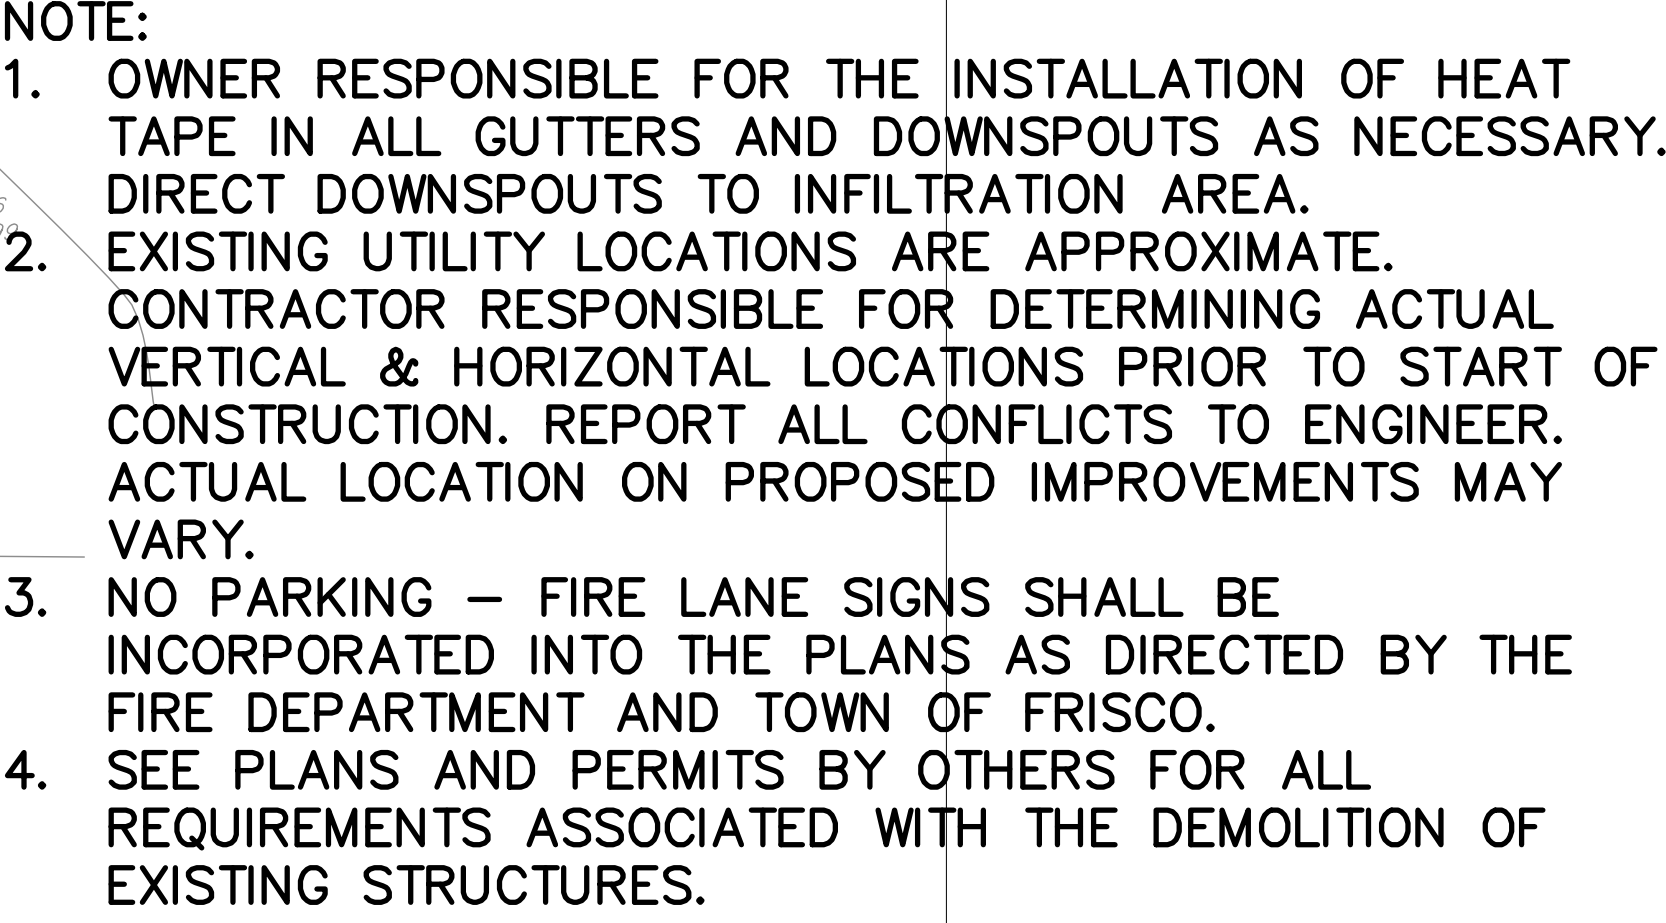 NOTE:
1. OWNER RESPONSIBLE FOR THE INSTALLATION OF HEAT
TAPE IN ALL GUTTERS AND DOWNSPOUTS AS NECESSARY.
DIRECT DOWNSPOUTS TO INFILTRATION AREA.
2. EXISTING UTILITY LOCATIONS ARE APPROXIMATE.
CONTRACTOR RESPONSIBLE FOR DETERMINING ACTUAL
VERTICAL & HORIZONTAL LOCATIONS PRIOR TO START OF
CONSTRUCTION. REPORT ALL CONFLICTS TO ENGINEER.
ACTUAL LOCATION ON PROPOSED IMPROVEMENTS MAY
VARY.
3. NO PARKING – FIRE LANE SIGNS SHALL BE
INCORPORATED INTO THE PLANS AS DIRECTED BY THE
FIRE DEPARTMENT AND TOWN OF FRISCO.
4. SEE PLANS AND PERMITS BY OTHERS FOR ALL
REQUIREMENTS ASSOCIATED WITH THE DEMOLITION OF
EXISTING STRUCTURES.